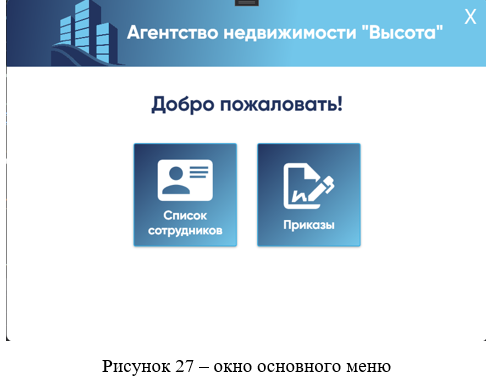 Агентство недвижимости "Высота"
X
Добро пожаловать!
Список
сотрудников
Приказы
Рисунок 27 – окно основного меню